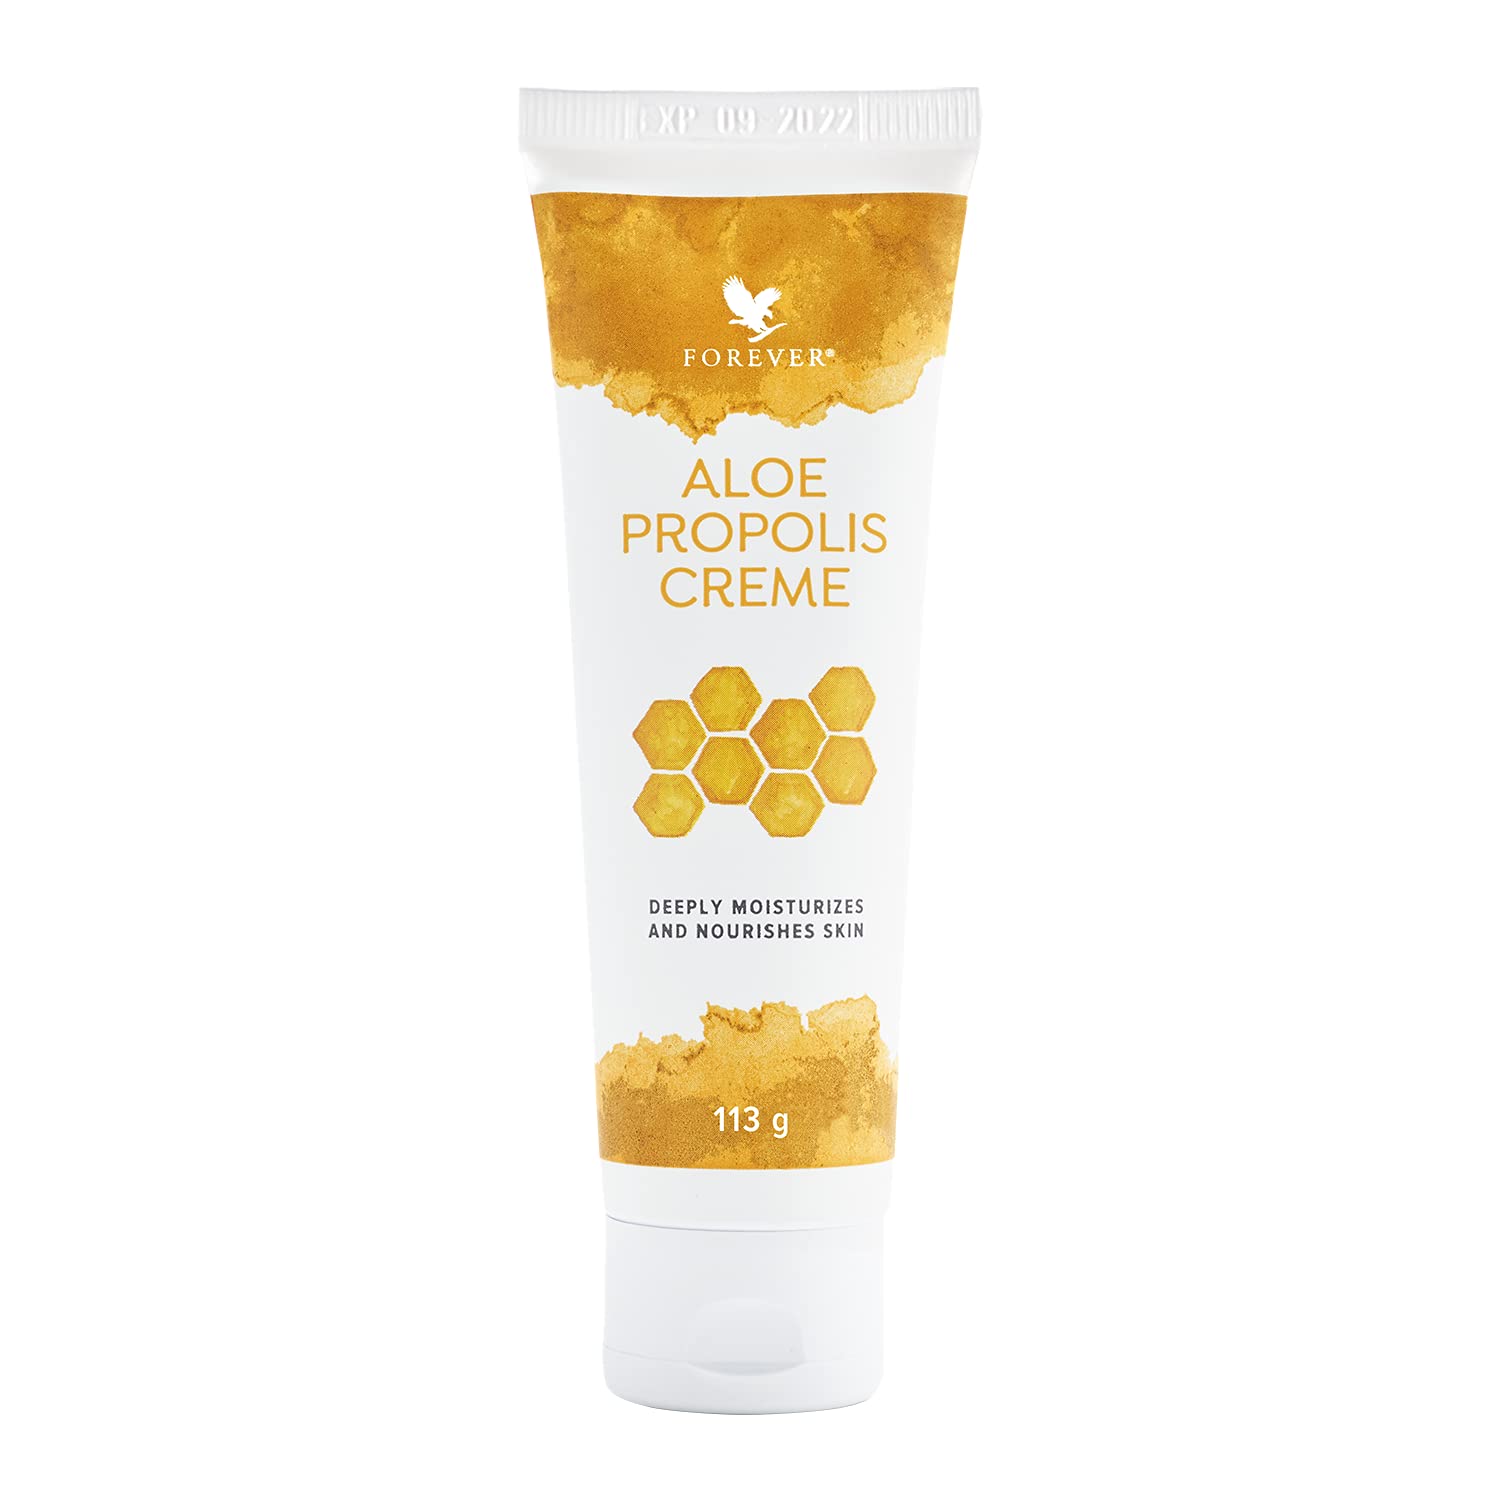 EXP 09 2022
FOREVER®
ALOE
PROPOLIS
CREME
DEEPLY MOISTURIZES
AND NOURISHES SKIN
113 g